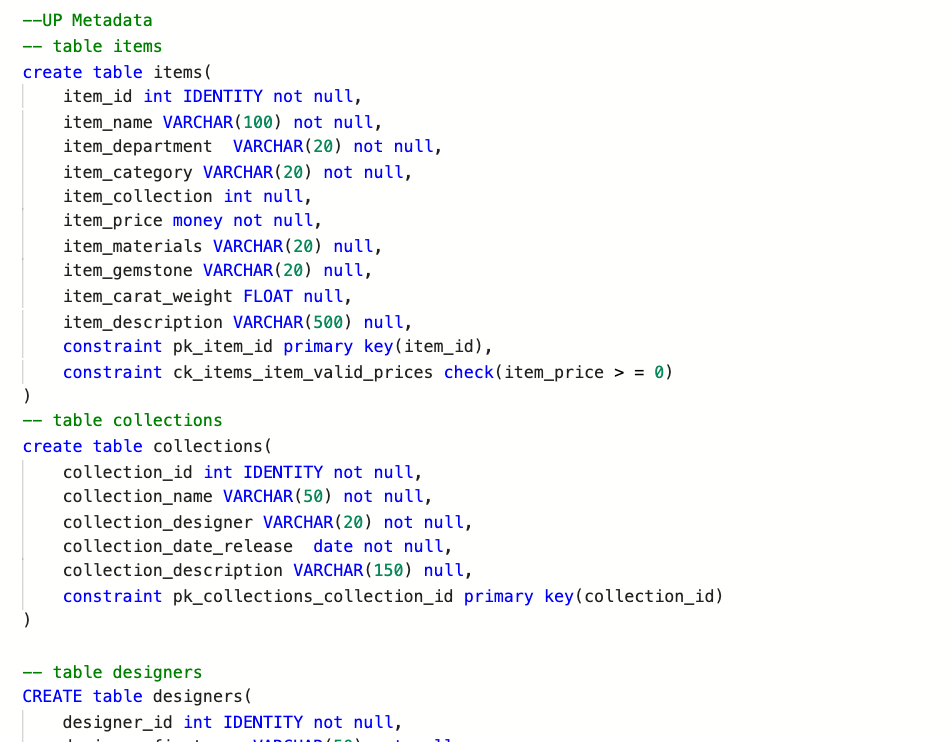 --UP Metadata
-- table items
create table items(
    item_id int IDENTITY not null,
    item_name VARCHAR(100) not null,
    item_department  VARCHAR(20) not null,
    item_category VARCHAR(20) not null,
    item_collection int null,
    item_price money not null,
    item_materials VARCHAR(20) null,
    item_gemstone VARCHAR(20) null,
    item_carat_weight FLOAT null,
    item_description VARCHAR(500) null,
    constraint pk_item_id primary key(item_id),
    constraint ck_items_item_valid_prices check(item_price > = 0)
)
-- table collections
create table collections(
    collection_id int IDENTITY not null,
    collection_name VARCHAR(50) not null,
    collection_designer VARCHAR(20) not null,
    collection_date_release  date not null,
    collection_description VARCHAR(150) null,
    constraint pk_collections_collection_id primary key(collection_id)
)
-- table designers
CREATE table designers(
    designer_id int IDENTITY not null,